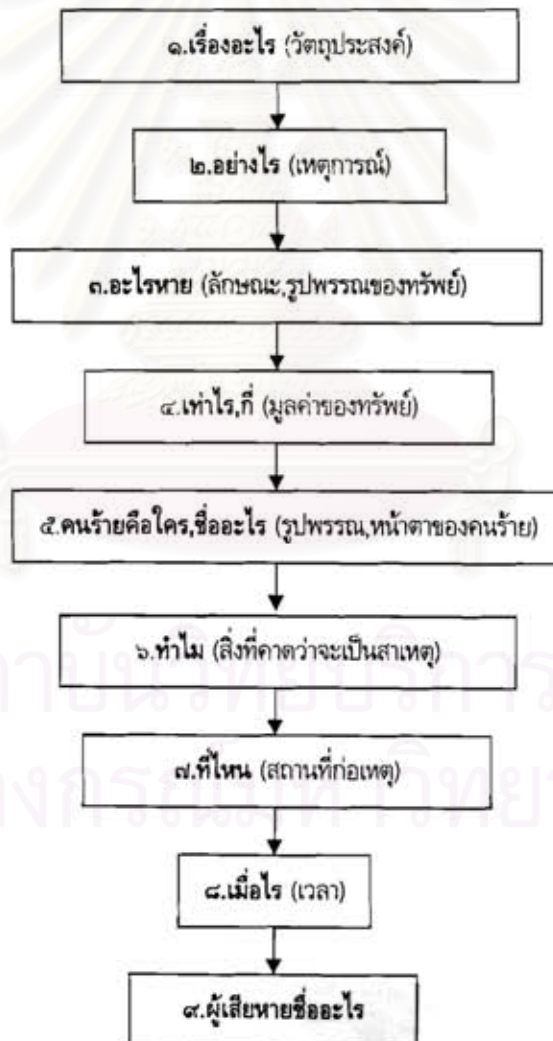 ๑.เรื่องอะไร (วัตถุประสงค์)
๒.อย่างไร (เหตุการณ์)
๓.อะไรหาย (ลักษณะ,รูปพรรณของทรัพย์)
๔.เท่าไร,กี่ (มูลค่าของทรัพย์)
๕.คนร้ายคือใคร,ชื่ออะไร (รูปพรรณ,หน้าตาของคนร้าย)
๖.ทำไม (สิ่งที่คาดว่าจะเป็นสาเหตุ)
๗.ที่ไหน (สถานที่ก่อเหตุ)
๘.เมื่อไร (เวลา)
๙.ผู้เสียหายชื่ออะไร